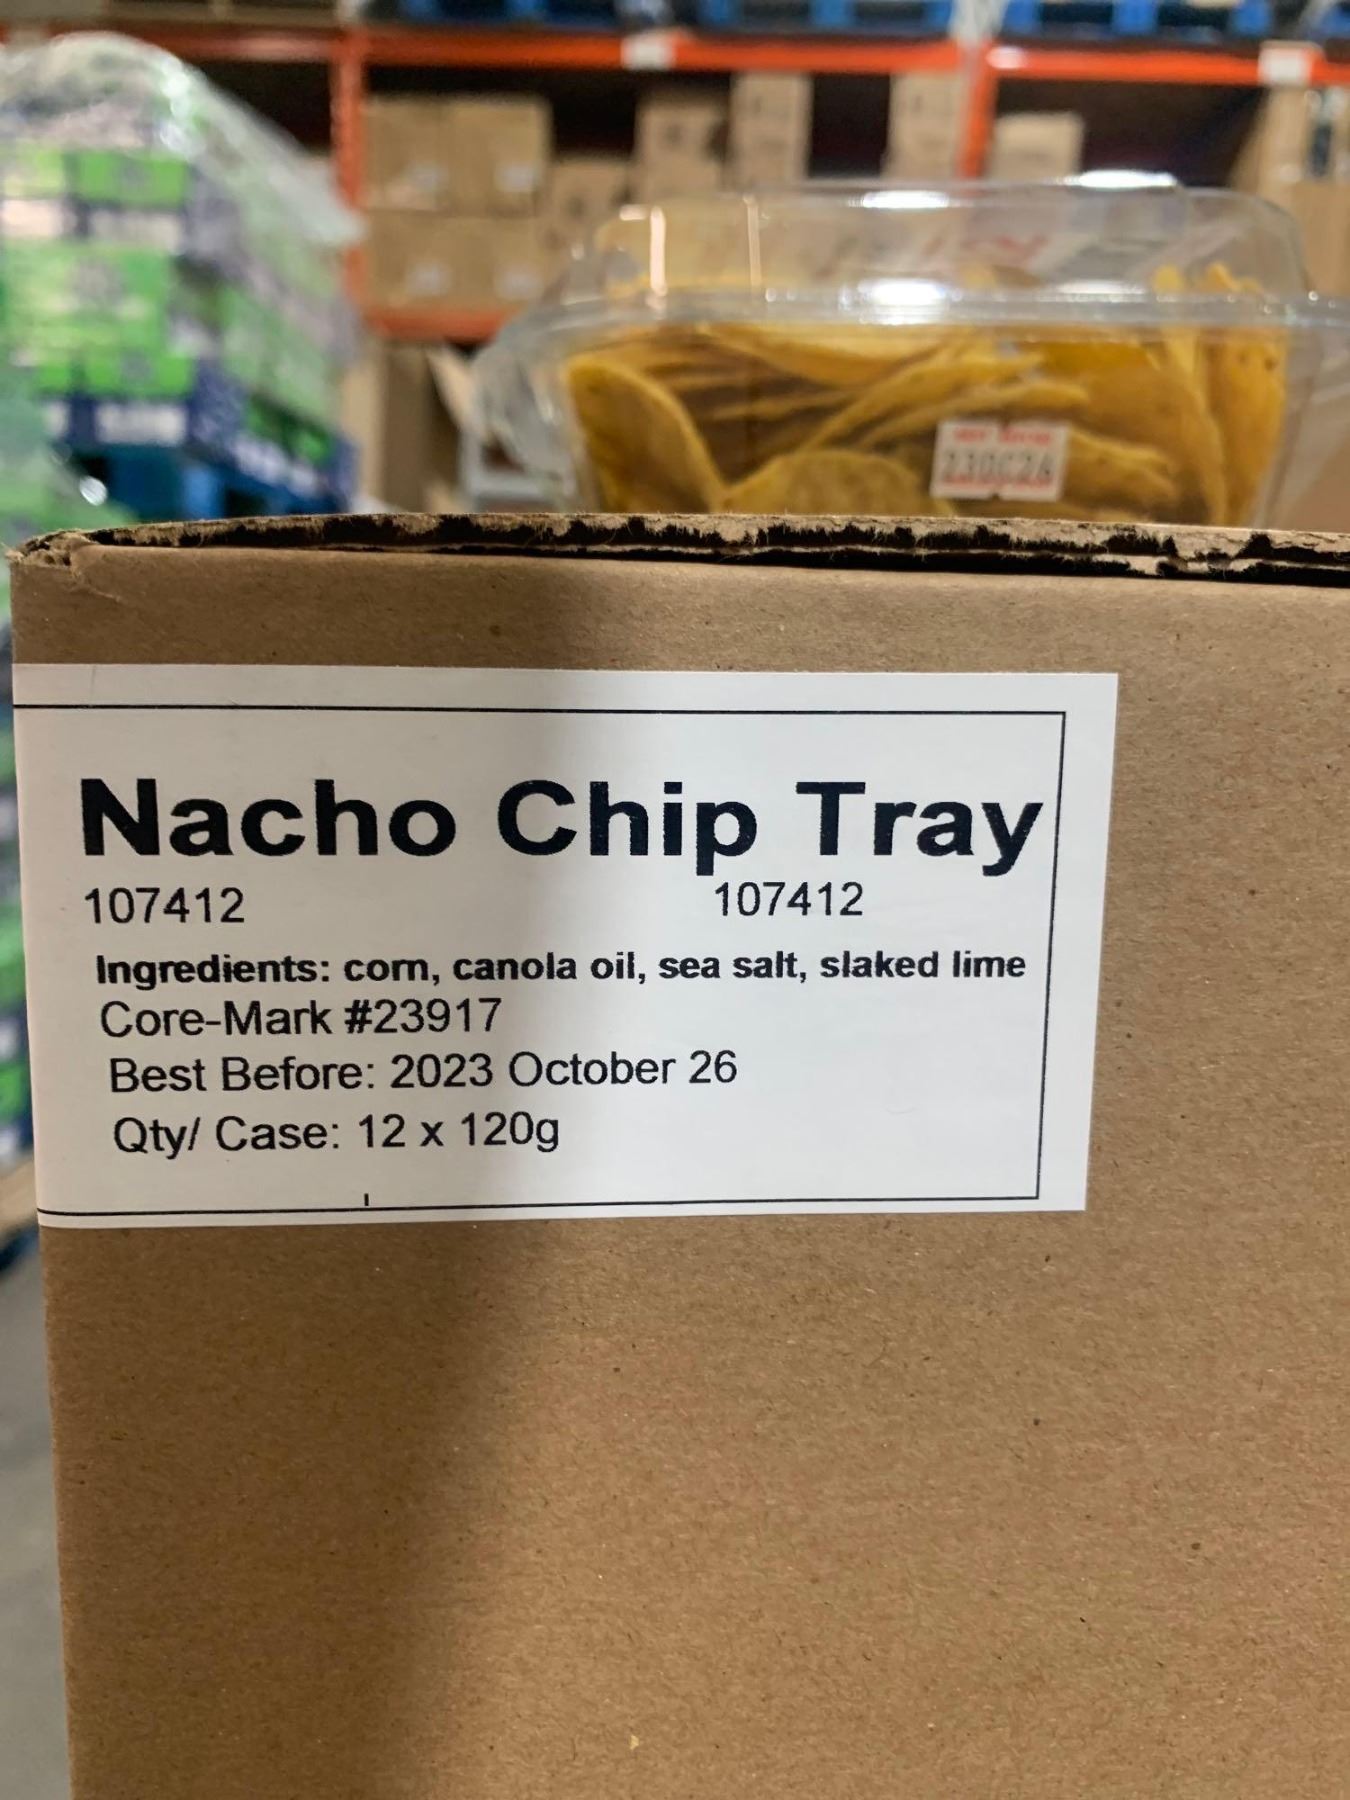 230C26
Nacho Chip Tray
107412 107412
Ingredients: corn, canola oil, sea salt, slaked lime
Core-Mark #23917
Best Before: 2023 October 26
Qty/ Case: 12 x 120g